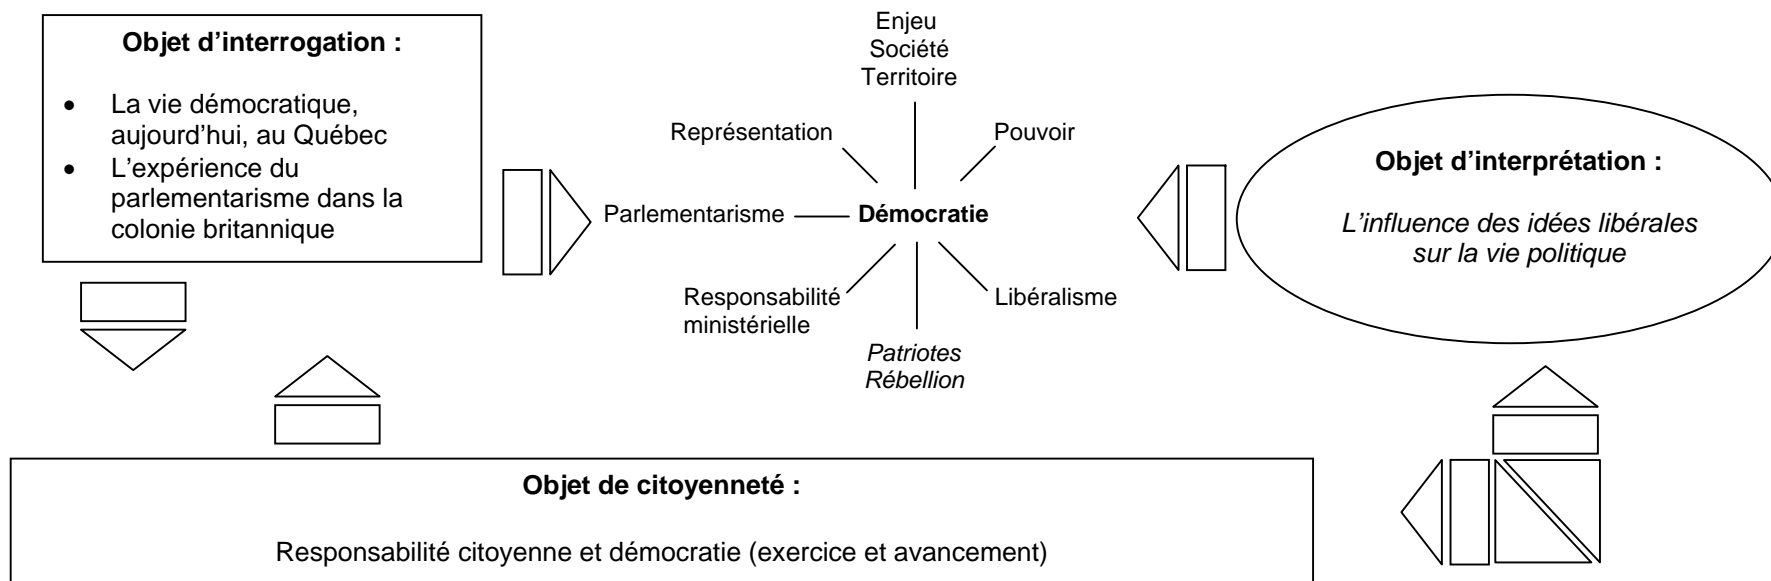 Objet d'interrogation :
• La vie démocratique,
aujourd'hui, au Québec
• L'expérience du
parlementarisme dans la
colonie britannique
Enjeu
Société
Territoire
Représentation
Pouvoir
Parlementarisme
Démocratie
Responsabilité
ministérielle
Libéralisme
Patriotes
Rébellion
Objet d'interprétation :
L'influence des idées libérales
sur la vie politique
Objet de citoyenneté :
Responsabilité citoyenne et démocratie (exercice et avancement)